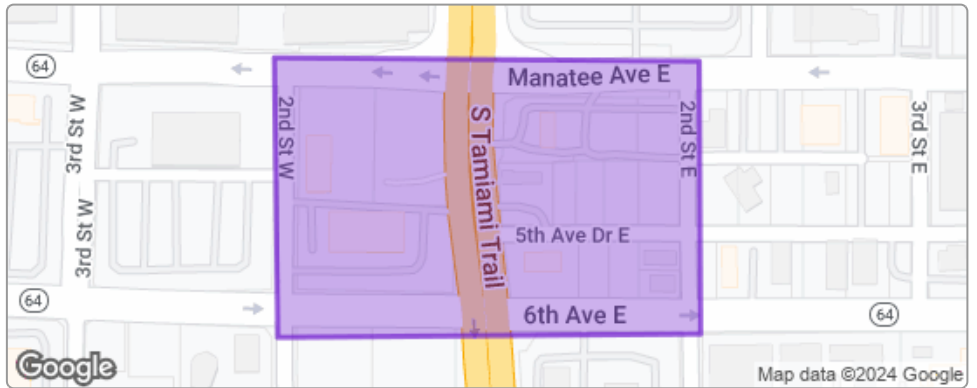 64
Manatee Ave E
3rd St W
2nd St W
S Tamiami Trail
2nd St E
3rd St E
3rd St W
5th Ave Dr E
64
6th Ave E
64
Google
Map data ©2024 Google